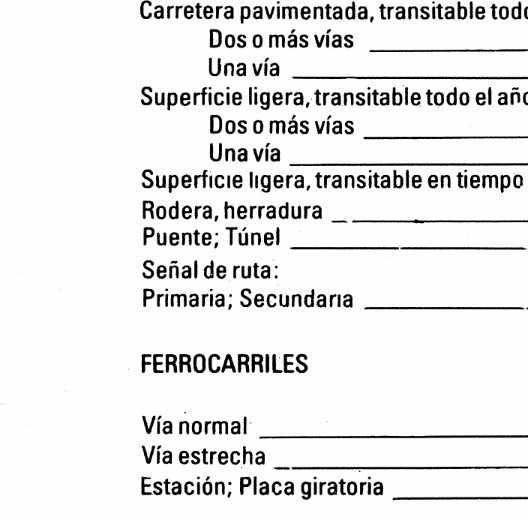 Carretera pavimentada, transitable todo
Dos o más vías
Una vía
Superficie ligera, transitable todo el año
Dos o más vías
Una vía
Superficie ligera, transitable en tiempo
Rodera, herradura
Puente; Túnel
Señal de ruta:
Primaria; Secundaria
FERROCARRILES
Vía normal
Vía estrecha
Estación; Placa giratoria